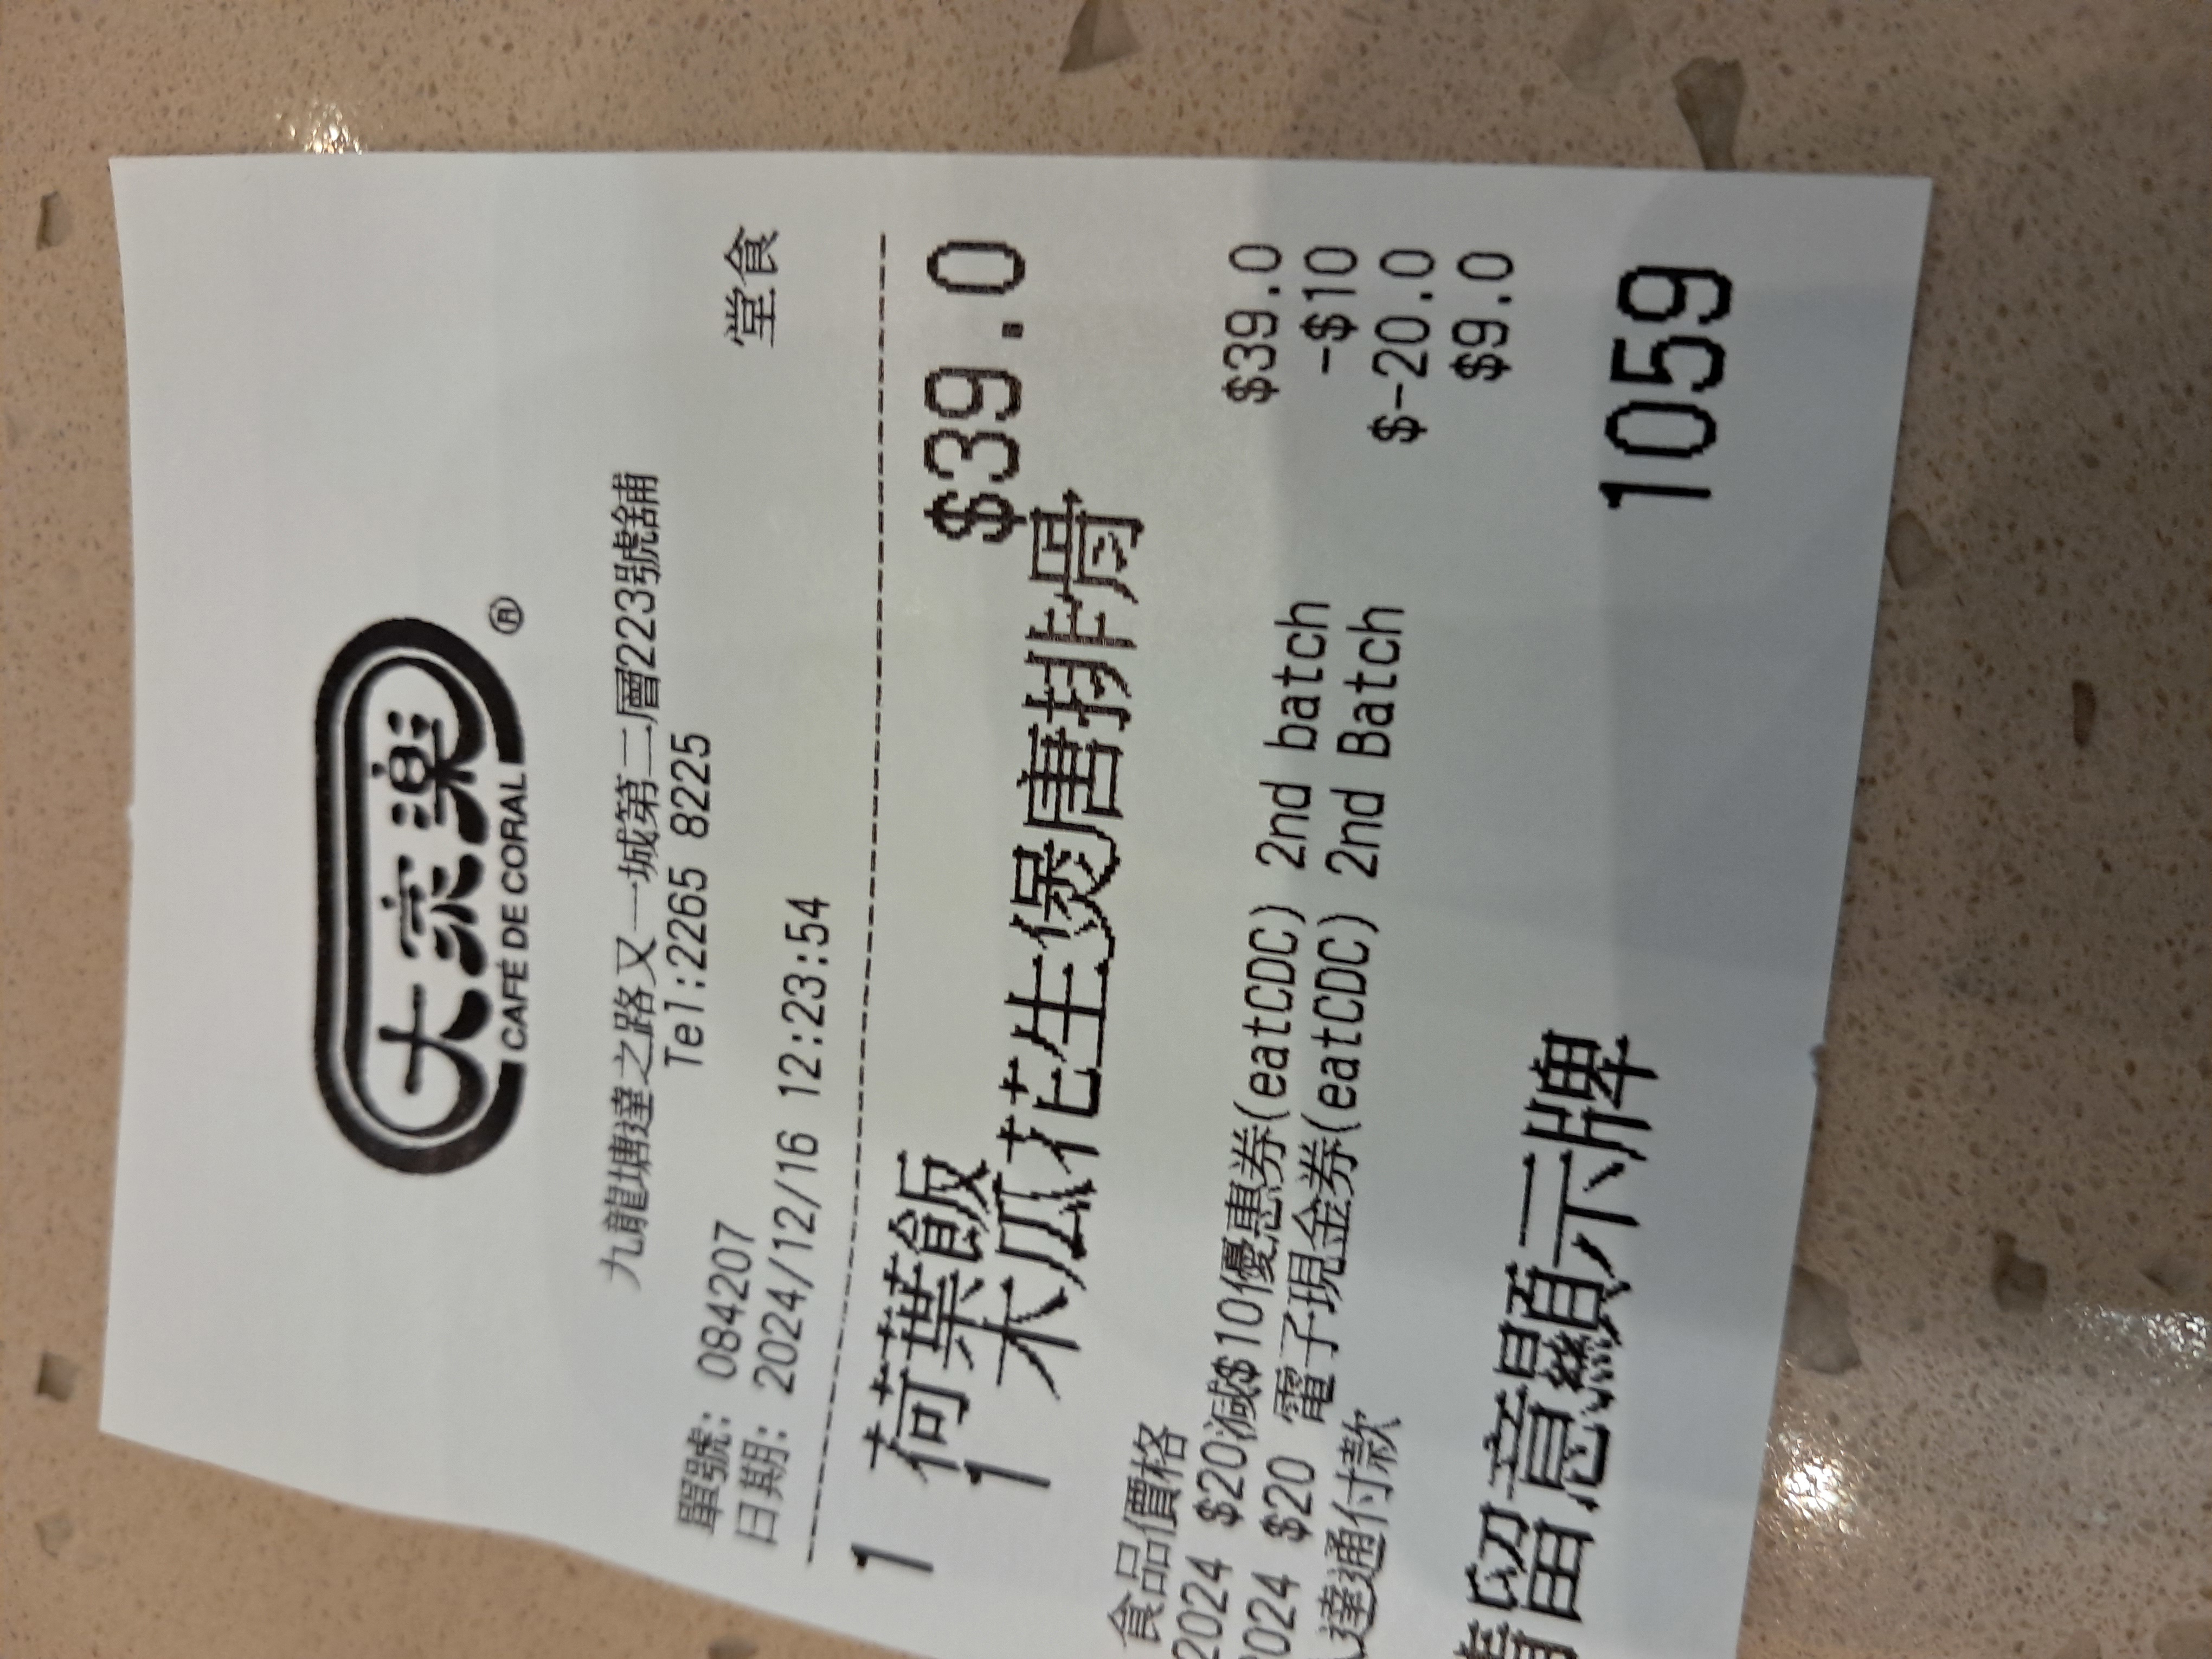 大家樂®
CAFÉ DE CORAL
九龍塘達之路又一城第二層223號舖
Tel:2265 8225
單號: 084207 堂食
日期: 2024/12/16 12:23:54
1 荷葉飯 $39.0
1 木瓜花生煲唐排骨
食品價格 $39.0
2024 $20減$10優惠券(eatCDC) 2nd batch -$10
2024 $20 電子現金券(eatCDC) 2nd Batch $-20.0
達通付款 $9.0
留意顯示牌 1059